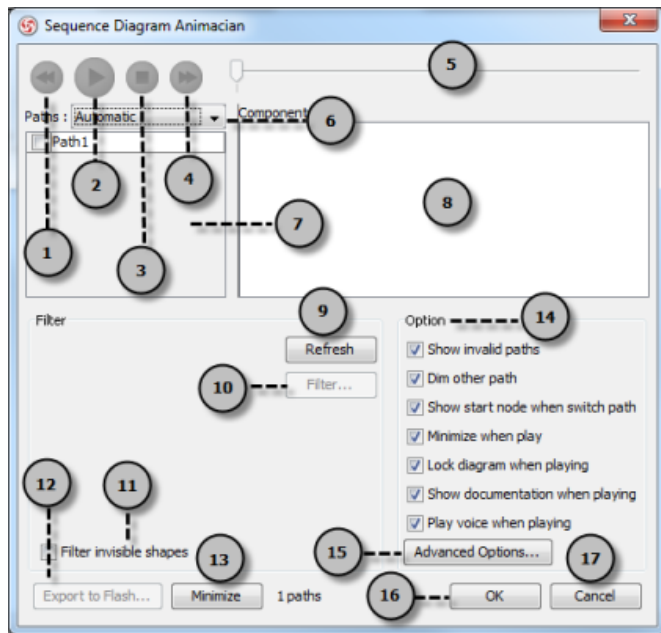 Sequence Diagram Animacian
5
Paths : Automatic
Component
6
Path1
2
4
7
8
1
3
Filter
9
Option
14
Refresh
Show invalid paths
10
Filter...
Dim other path
Show start node when switch path
Minimize when play
Lock diagram when playing
12
11
Show documentation when playing
Play voice when playing
Filter invisible shapes
13
15
Advanced Options...
17
Export to Flash...
Minimize
1 paths
16
OK
Cancel